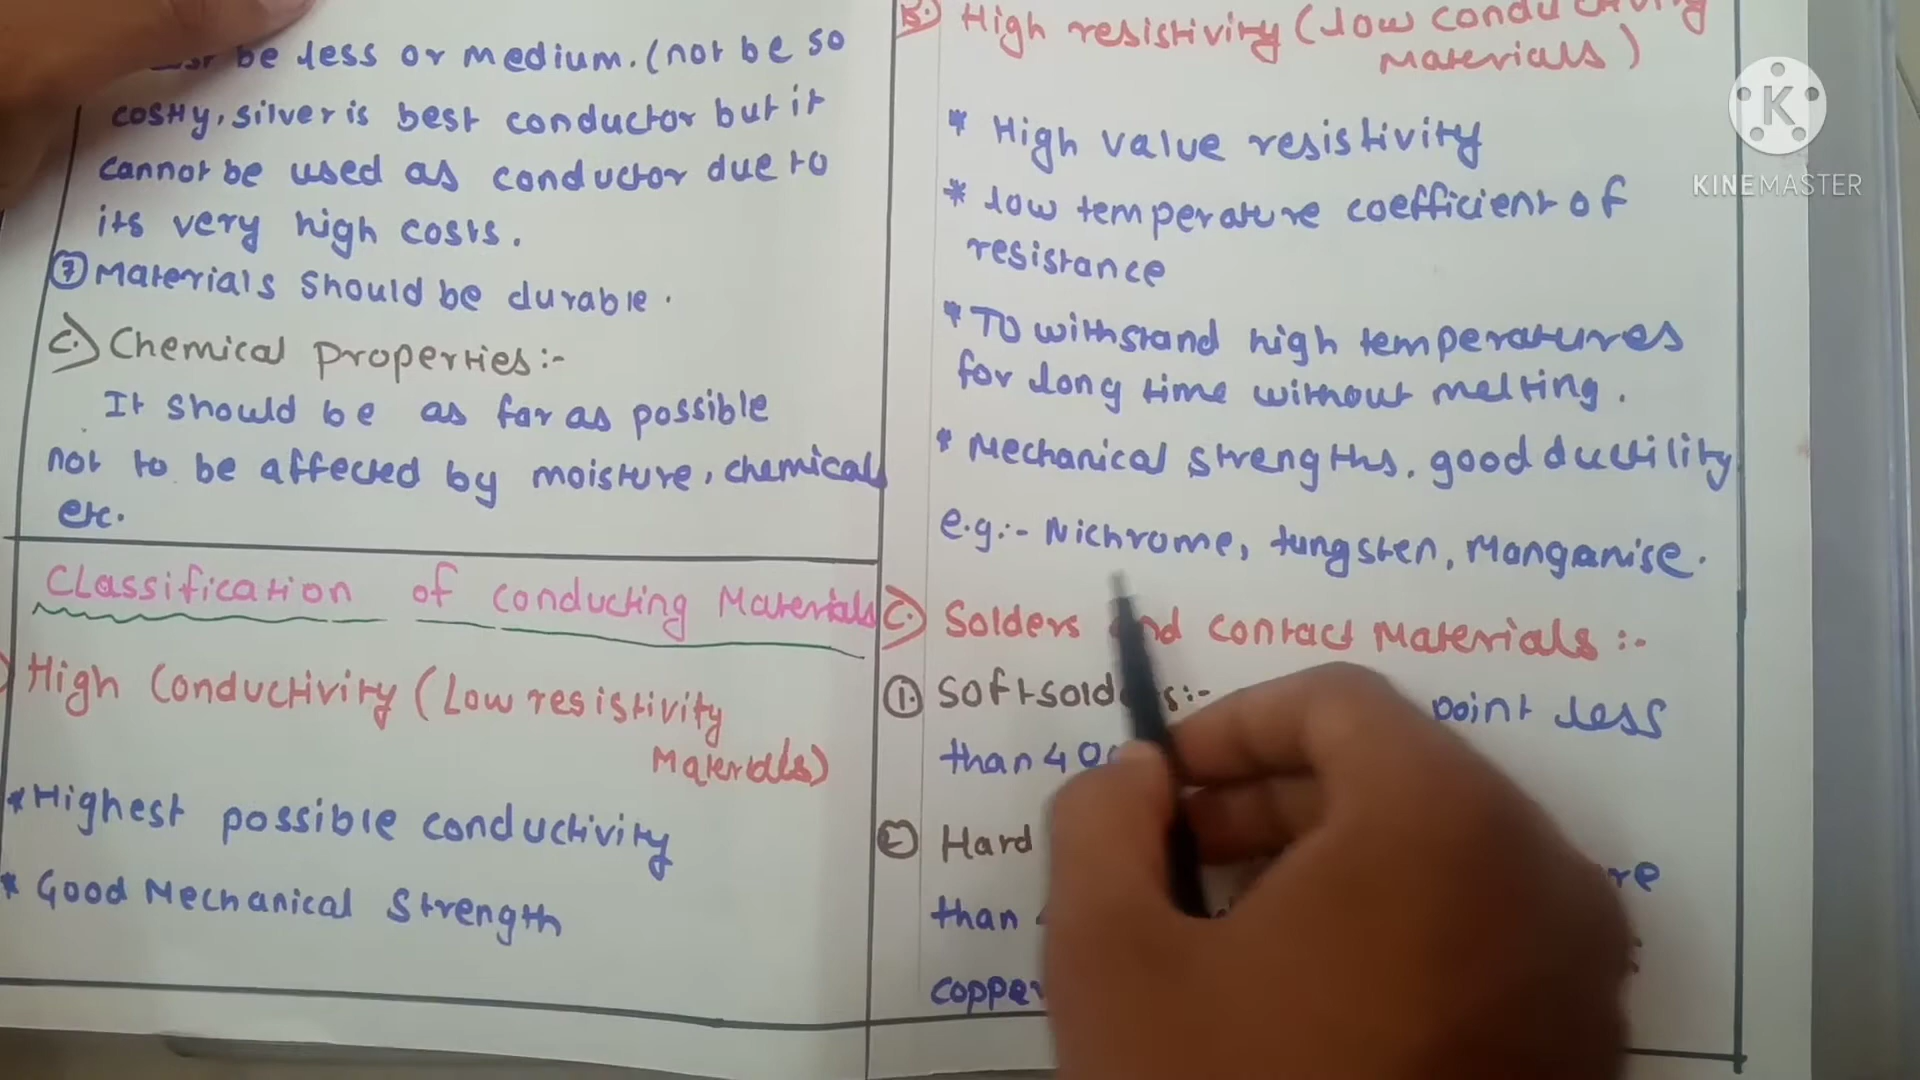 be less or medium. (not be so
costly, silver is best conductor but it
cannot be used as conductor due to
its very high costs.
7 Materials should be durable.
C.) Chemical properties:-
It should be as far as possible
not to be affected by moisture, chemicals
etc.
Classification of conducting Materials
High Conductivity (Low resistivity
Materials)
* Highest possible conductivity
* Good Mechanical Strength
B.) High resistivity (low conductivity
Materials)
* High value resistivity
* low temperature coefficient of
resistance
* To withstand high temperatures
for long time without melting.
* Mechanical strengths, good ductility
e.g:- Nichrome, tungsten, Manganise.
C.) Solders and contact Materials :-
1. Soft solders:- point less
than
2 Hard
than
copper
KINEMASTER